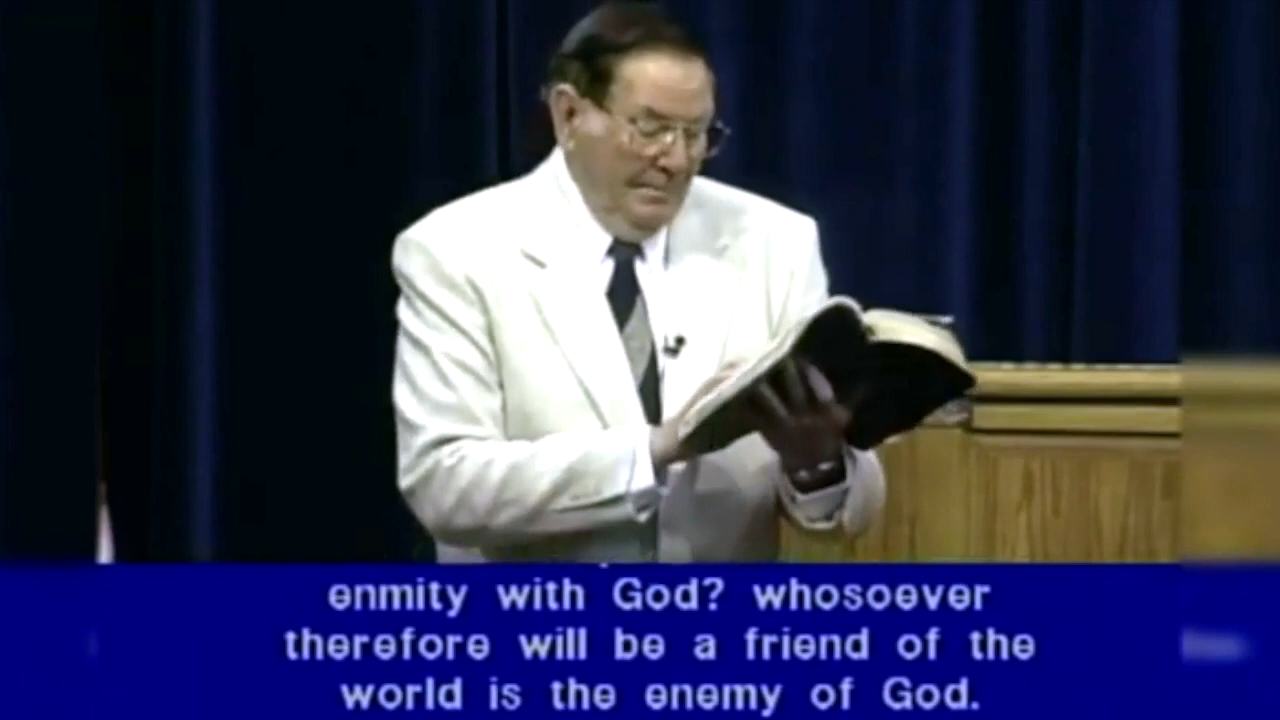 enmity with God? whosoever
therefore will be a friend of the
world is the enemy of God.